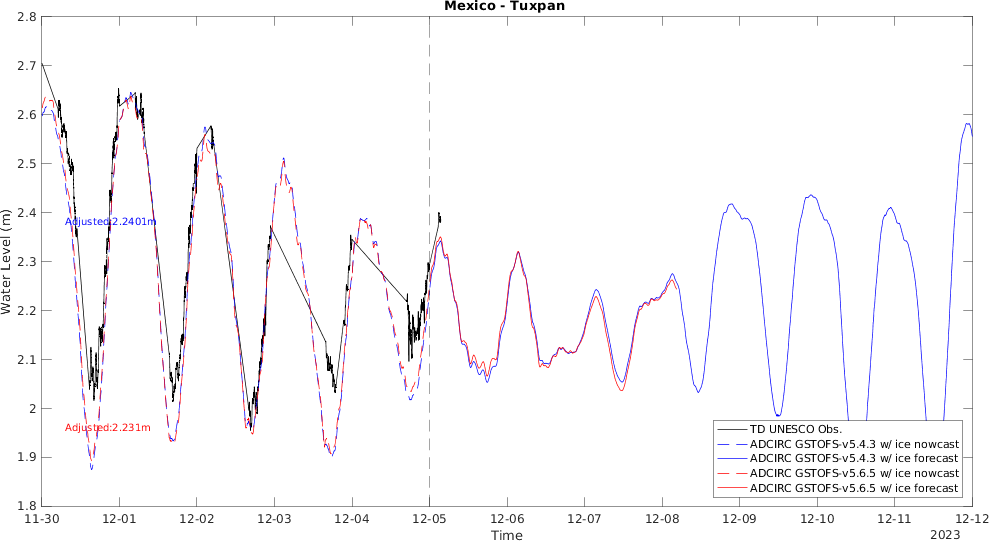 Mexico - Tuxpan
2.8
2.7
2.6
2.5
2.4
2.3
2.2
2.1
2
1.9
1.8
Water Level (m)
Adjusted:2.2401m
Adjusted:2.231m
TD UNESCO Obs.
ADCIRC GSTOFS-v5.4.3 w/ ice nowcast
ADCIRC GSTOFS-v5.4.3 w/ ice forecast
ADCIRC GSTOFS-v5.6.5 w/ ice nowcast
ADCIRC GSTOFS-v5.6.5 w/ ice forecast
11-30 12-01 12-02 12-03 12-04 12-05 12-06 12-07 12-08 12-09 12-10 12-11 12-12
Time
2023